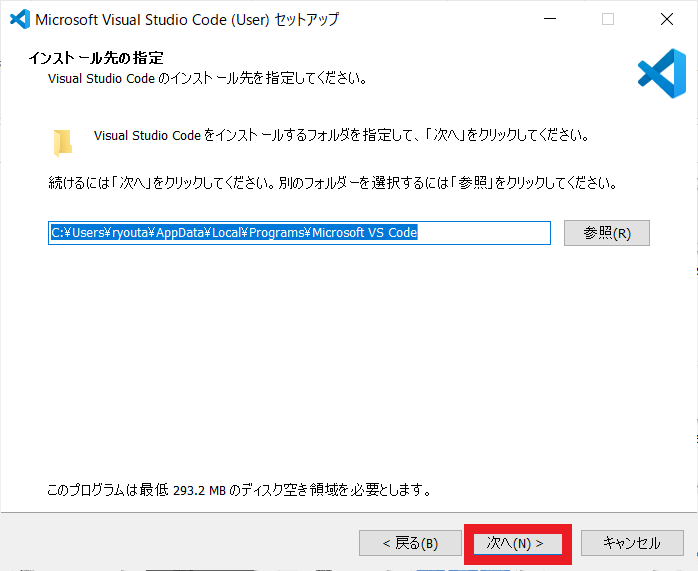 Microsoft Visual Studio Code (User) セットアップ
インストール先の指定
Visual Studio Code のインストール先を指定してください。
Visual Studio Code をインストールするフォルダを指定して、「次へ」をクリックしてください。
続けるには「次へ」をクリックしてください。別のフォルダーを選択するには「参照」をクリックしてください。
C:¥Users¥ryouta¥AppData¥Local¥Programs¥Microsoft VS Code
参照(R)
このプログラムは最低 293.2 MB のディスク空き領域を必要とします。
< 戻る(B)
次へ(N) >
キャンセル